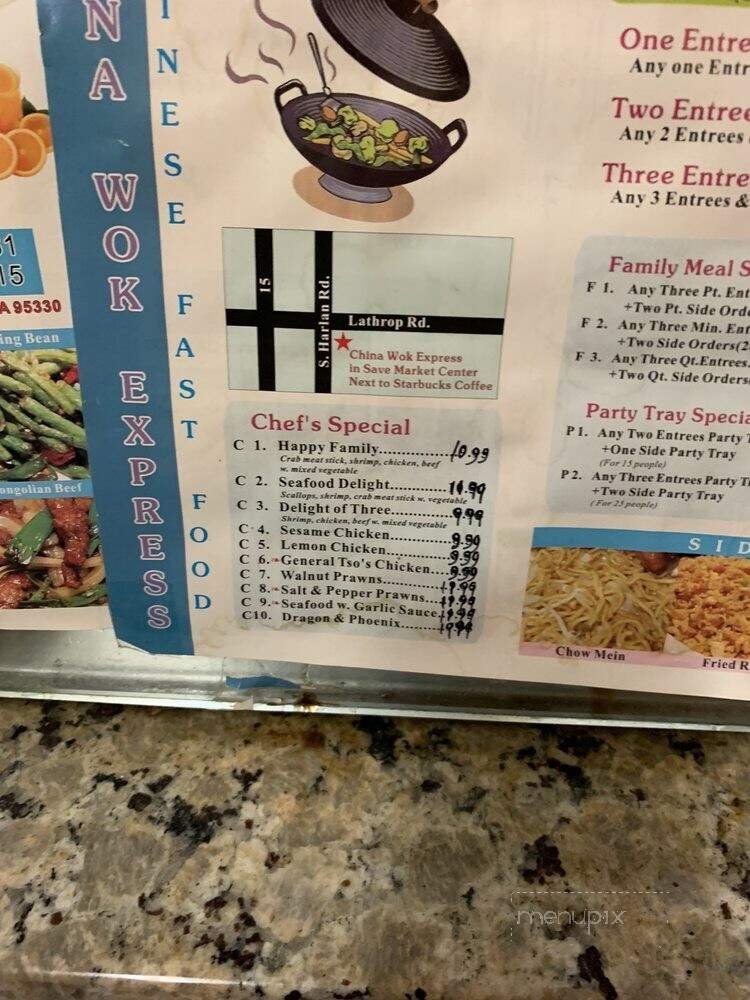 NA WOK EXPRESS
INESE FAST FOOD
15
A 95330
ing Bean
ongolian Beef
15
S. Harlan Rd.
Lathrop Rd.
China Wok Express
in Save Market Center
Next to Starbucks Coffee
Chef's Special
C 1. Happy Family 10.99
Crab meat stick, shrimp, chicken, beef
w. mixed vegetable
C 2. Seafood Delight
Scallops, shrimp, crab meat stick w. vegetable
C 3. Delight of Three 9.99
Shrimp, chicken, beef w. mixed vegetable
C 4. Sesame Chicken
C 5. Lemon Chicken
C 6. General Tso's Chicken
C 7. Walnut Prawns
C 8. Salt & Pepper Prawns
C 9. Seafood w. Garlic Sauce
C10. Dragon & Phoenix
One Entre
Any one Entr
Two Entree
Any 2 Entrees
Three Entre
Any 3 Entrees &
Family Meal S
F 1. Any Three Pt. Ent
+Two Pt. Side Orde
F 2. Any Three Min. Ent
+Two Side Orders(2
F 3. Any Three Qt.Entrees.
+Two Qt. Side Orders
Party Tray Specia
P 1. Any Two Entrees Party T
+One Side Party Tray
(For 15 people)
P 2. Any Three Entrees Party T
+Two Side Party Tray
(For 25 people)
SID
Chow Mein
Fried R
menupix